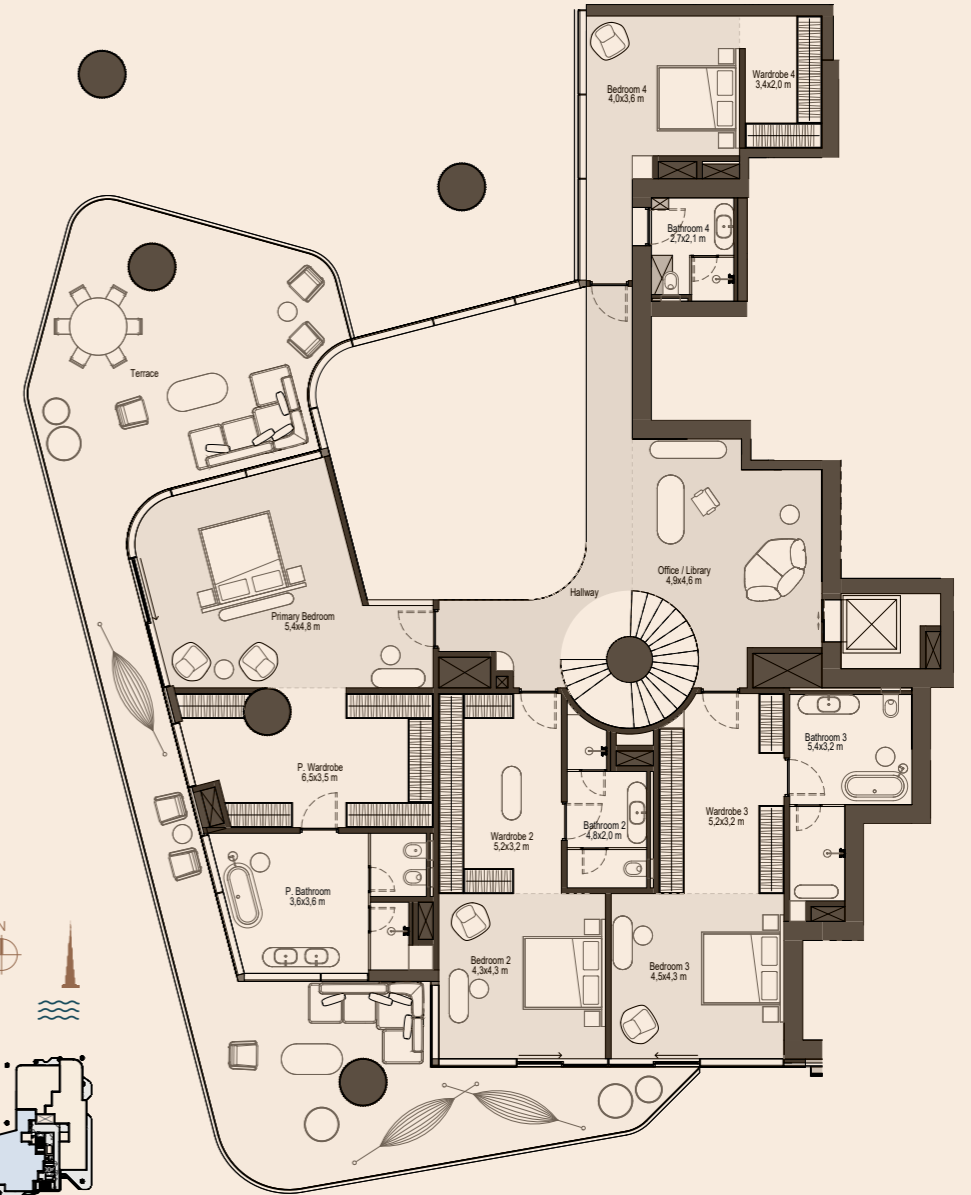 Bedroom 4
4,0x3,6 m
Wardrobe 4
3,4x2,0 m
Bathroom 4
2,7x2,1 m
Terrace
Office / Library
4,9x4,6 m
Hallway
Primary Bedroom
5,4x4,8 m
Bathroom 3
5,4x3,2 m
P. Wardrobe
6,5x3,5 m
Wardrobe 3
5,2x3,2 m
Bathroom 2
4,8x2,0 m
Wardrobe 2
5,2x3,2 m
P. Bathroom
3,6x3,6 m
Bedroom 2
4,3x4,3 m
Bedroom 3
4,5x4,3 m
N